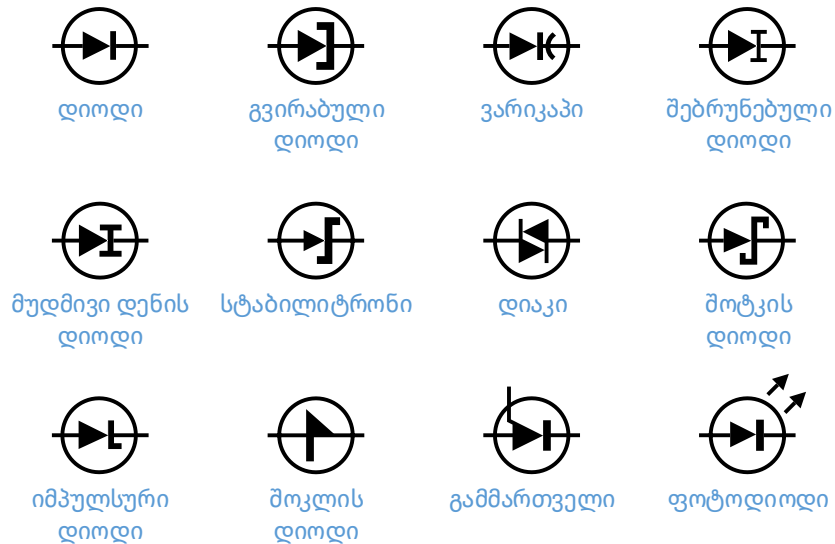 დიოდი
გვირაბული
დიოდი
ვარიკაპი
შებრუნებული
დიოდი
მუდმივი დენის
დიოდი
სტაბილიტრონი
დიაკი
შოტკის
დიოდი
იმპულსური
დიოდი
შოკლის
დიოდი
გამმართველი
ფოტოდიოდი